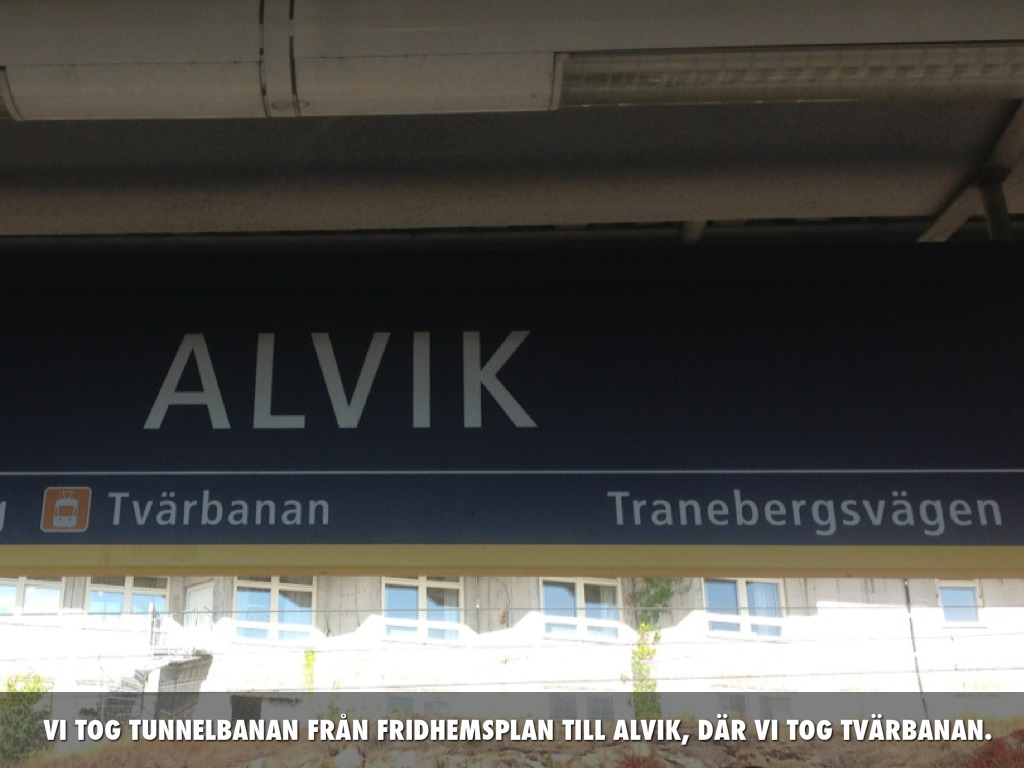 ALVIK
Tvärbanan Tranebergsvägen
VI TOG TUNNELBANAN FRÅN FRIDHEMSPLAN TILL ALVIK, DÄR VI TOG TVÄRBANAN.